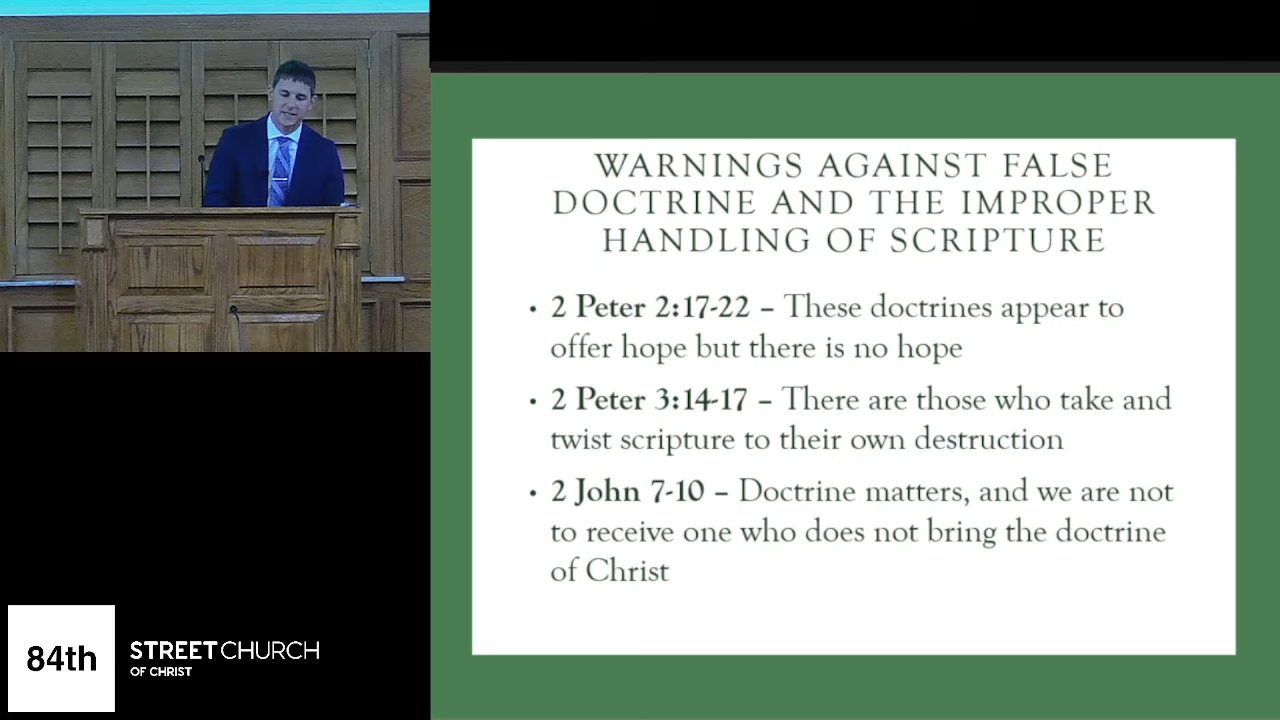 WARNINGS AGAINST FALSE
DOCTRINE AND THE IMPROPER
HANDLING OF SCRIPTURE
• 2 Peter 2:17-22 – These doctrines appear to
offer hope but there is no hope
• 2 Peter 3:14-17 – There are those who take and
twist scripture to their own destruction
• 2 John 7-10 – Doctrine matters, and we are not
to receive one who does not bring the doctrine
of Christ
84th
STREET CHURCH
OF CHRIST